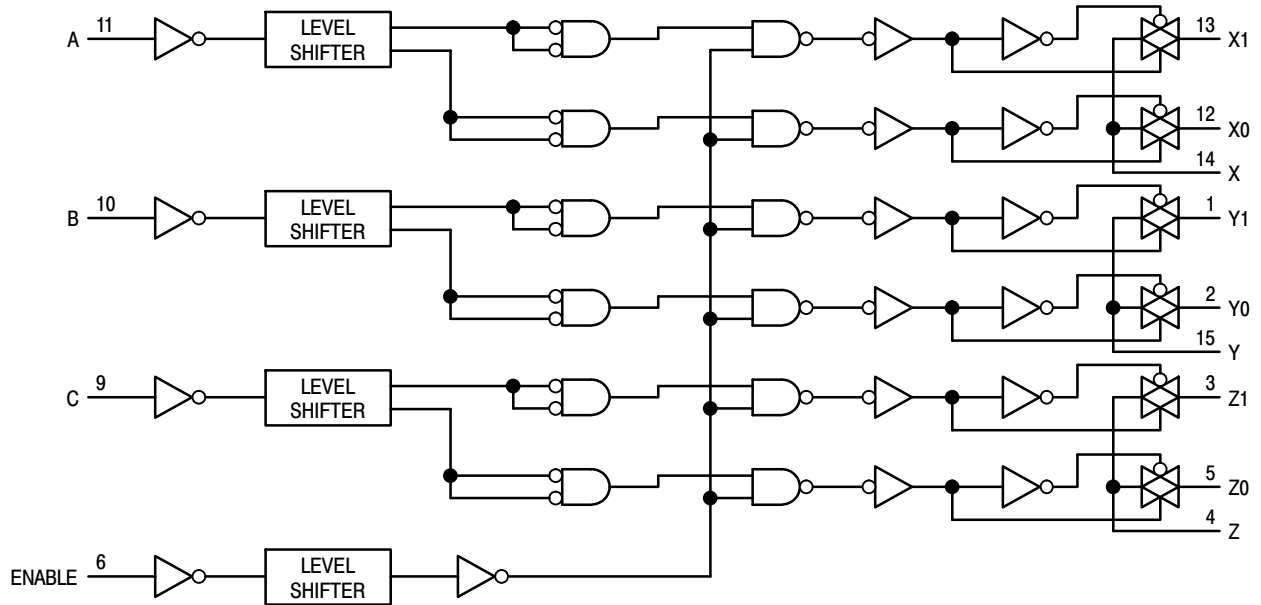 A 11 LEVEL SHIFTER 13 X1
12 X0
14 X
B 10 LEVEL SHIFTER 1 Y1
2 Y0
15 Y
C 9 LEVEL SHIFTER 3 Z1
5 Z0
4 Z
ENABLE 6 LEVEL SHIFTER